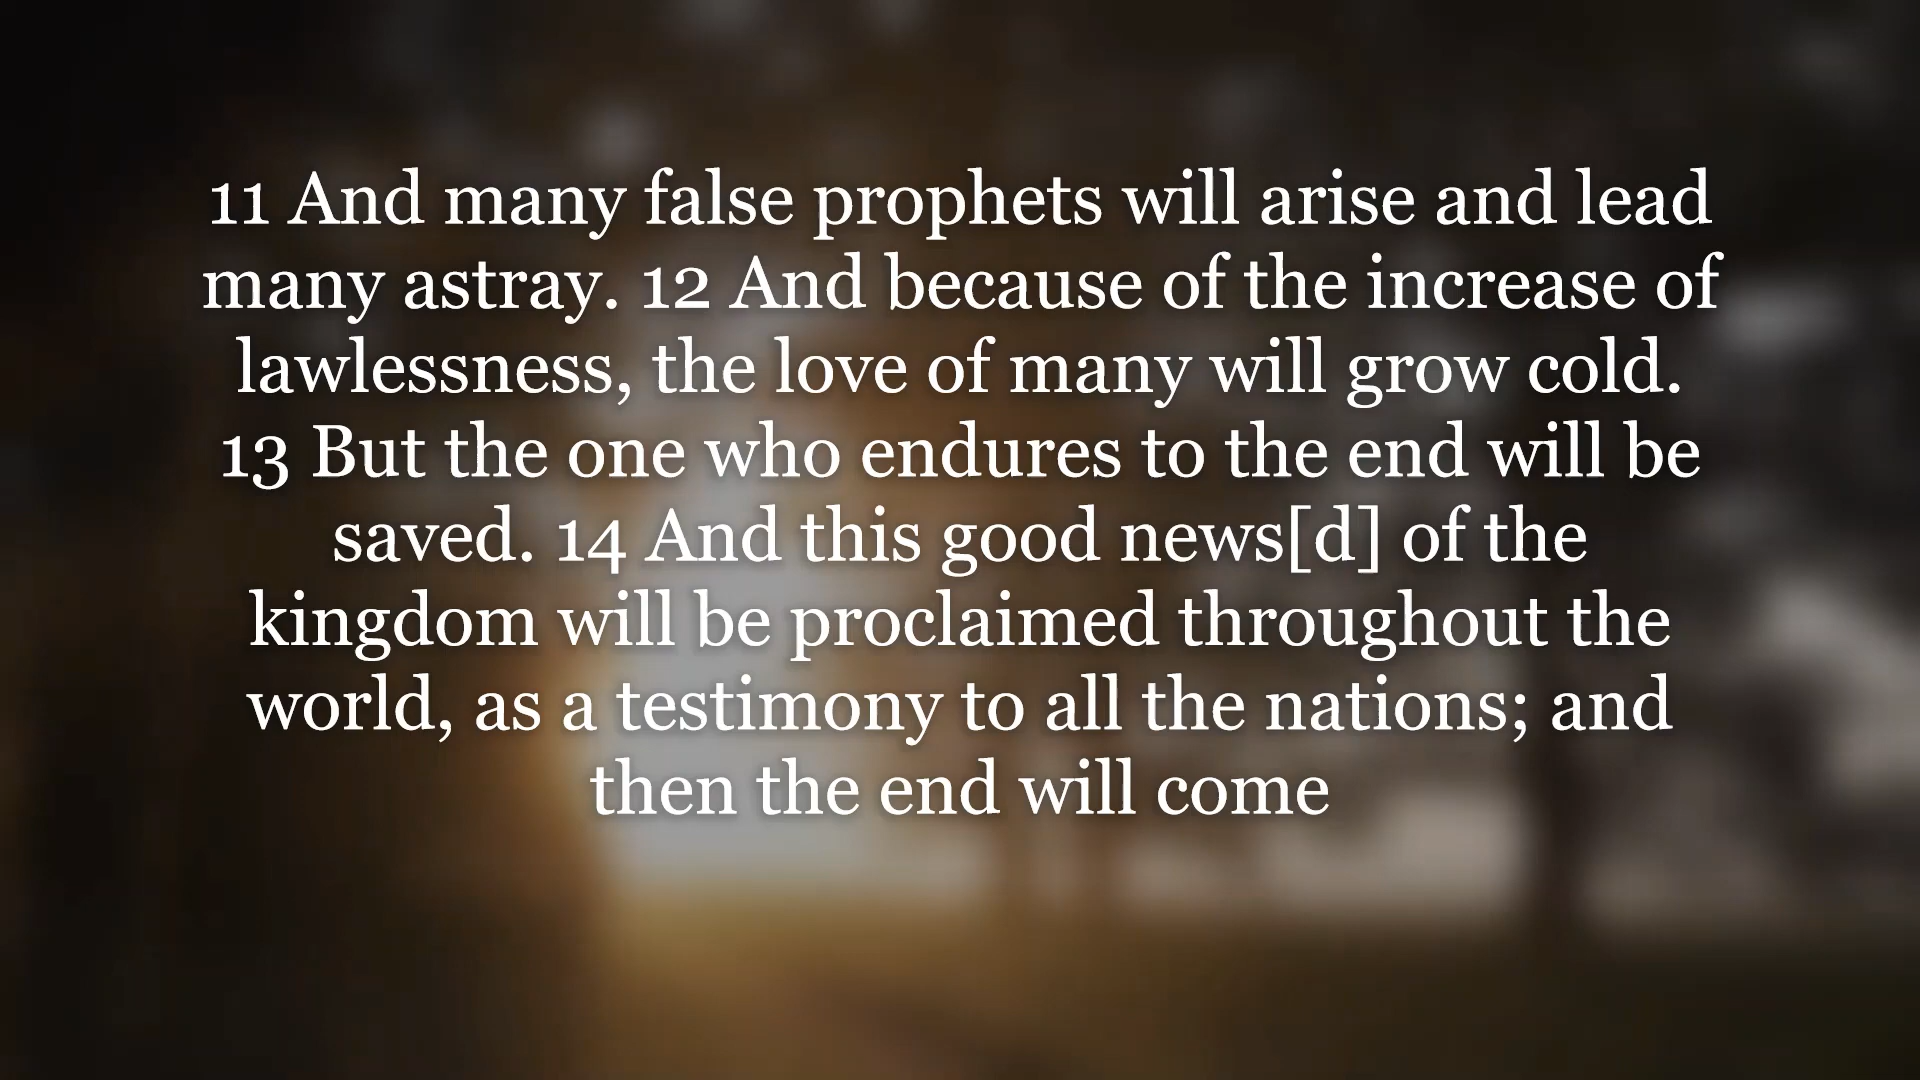 11 And many false prophets will arise and lead
many astray. 12 And because of the increase of
lawlessness, the love of many will grow cold.
13 But the one who endures to the end will be
saved. 14 And this good news[d] of the
kingdom will be proclaimed throughout the
world, as a testimony to all the nations; and
then the end will come